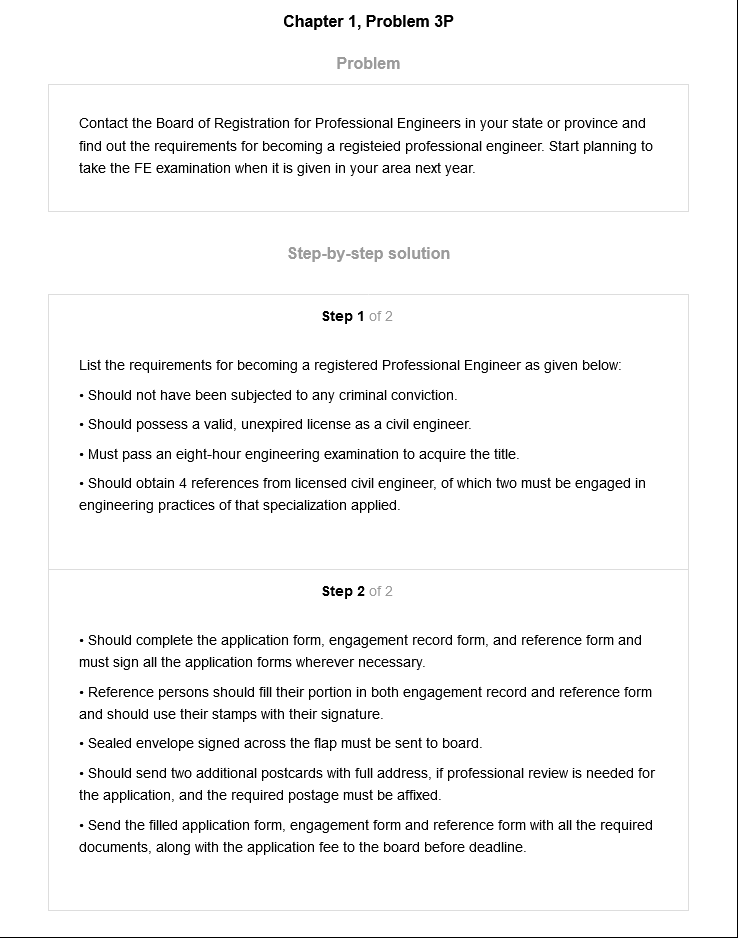 Chapter 1, Problem 3P
Problem
Contact the Board of Registration for Professional Engineers in your state or province and
find out the requirements for becoming a registeied professional engineer. Start planning to
take the FE examination when it is given in your area next year.
Step-by-step solution
Step 1 of 2
List the requirements for becoming a registered Professional Engineer as given below:
• Should not have been subjected to any criminal conviction.
• Should possess a valid, unexpired license as a civil engineer.
• Must pass an eight-hour engineering examination to acquire the title.
• Should obtain 4 references from licensed civil engineer, of which two must be engaged in
engineering practices of that specialization applied.
Step 2 of 2
• Should complete the application form, engagement record form, and reference form and
must sign all the application forms wherever necessary.
• Reference persons should fill their portion in both engagement record and reference form
and should use their stamps with their signature.
• Sealed envelope signed across the flap must be sent to board.
• Should send two additional postcards with full address, if professional review is needed for
the application, and the required postage must be affixed.
• Send the filled application form, engagement form and reference form with all the required
documents, along with the application fee to the board before deadline.